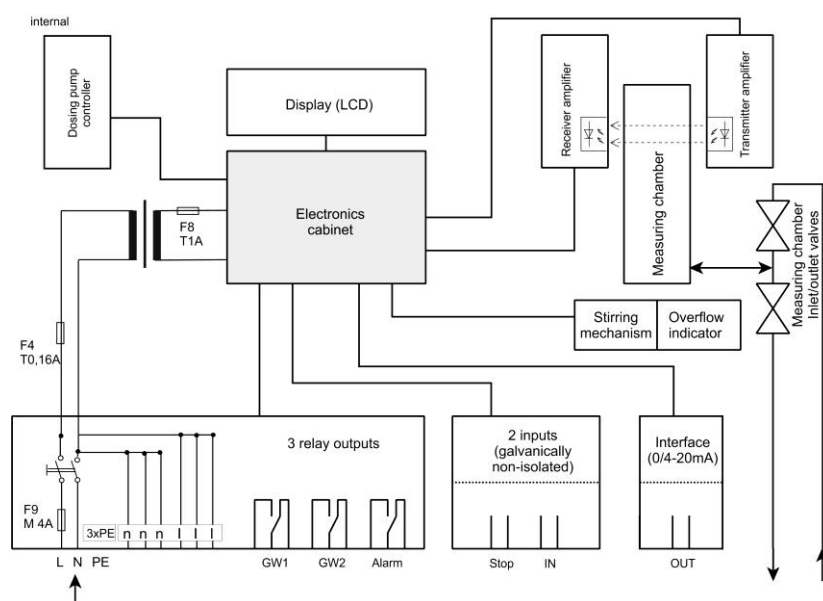 internal
Dosing pump
controller
Display (LCD)
Receiver amplifier
Transmitter amplifier
Measuring chamber
Electronics
cabinet
F8
T1A
Measuring chamber
Inlet/outlet valves
Stirring
mechanism
Overflow
indicator
F4
T0,16A
3 relay outputs
2 inputs
(galvanically
non-isolated)
Interface
(0/4-20mA)
F9
M 4A
3xPE n n n l l l
L N PE
GW1 GW2 Alarm
Stop IN
OUT